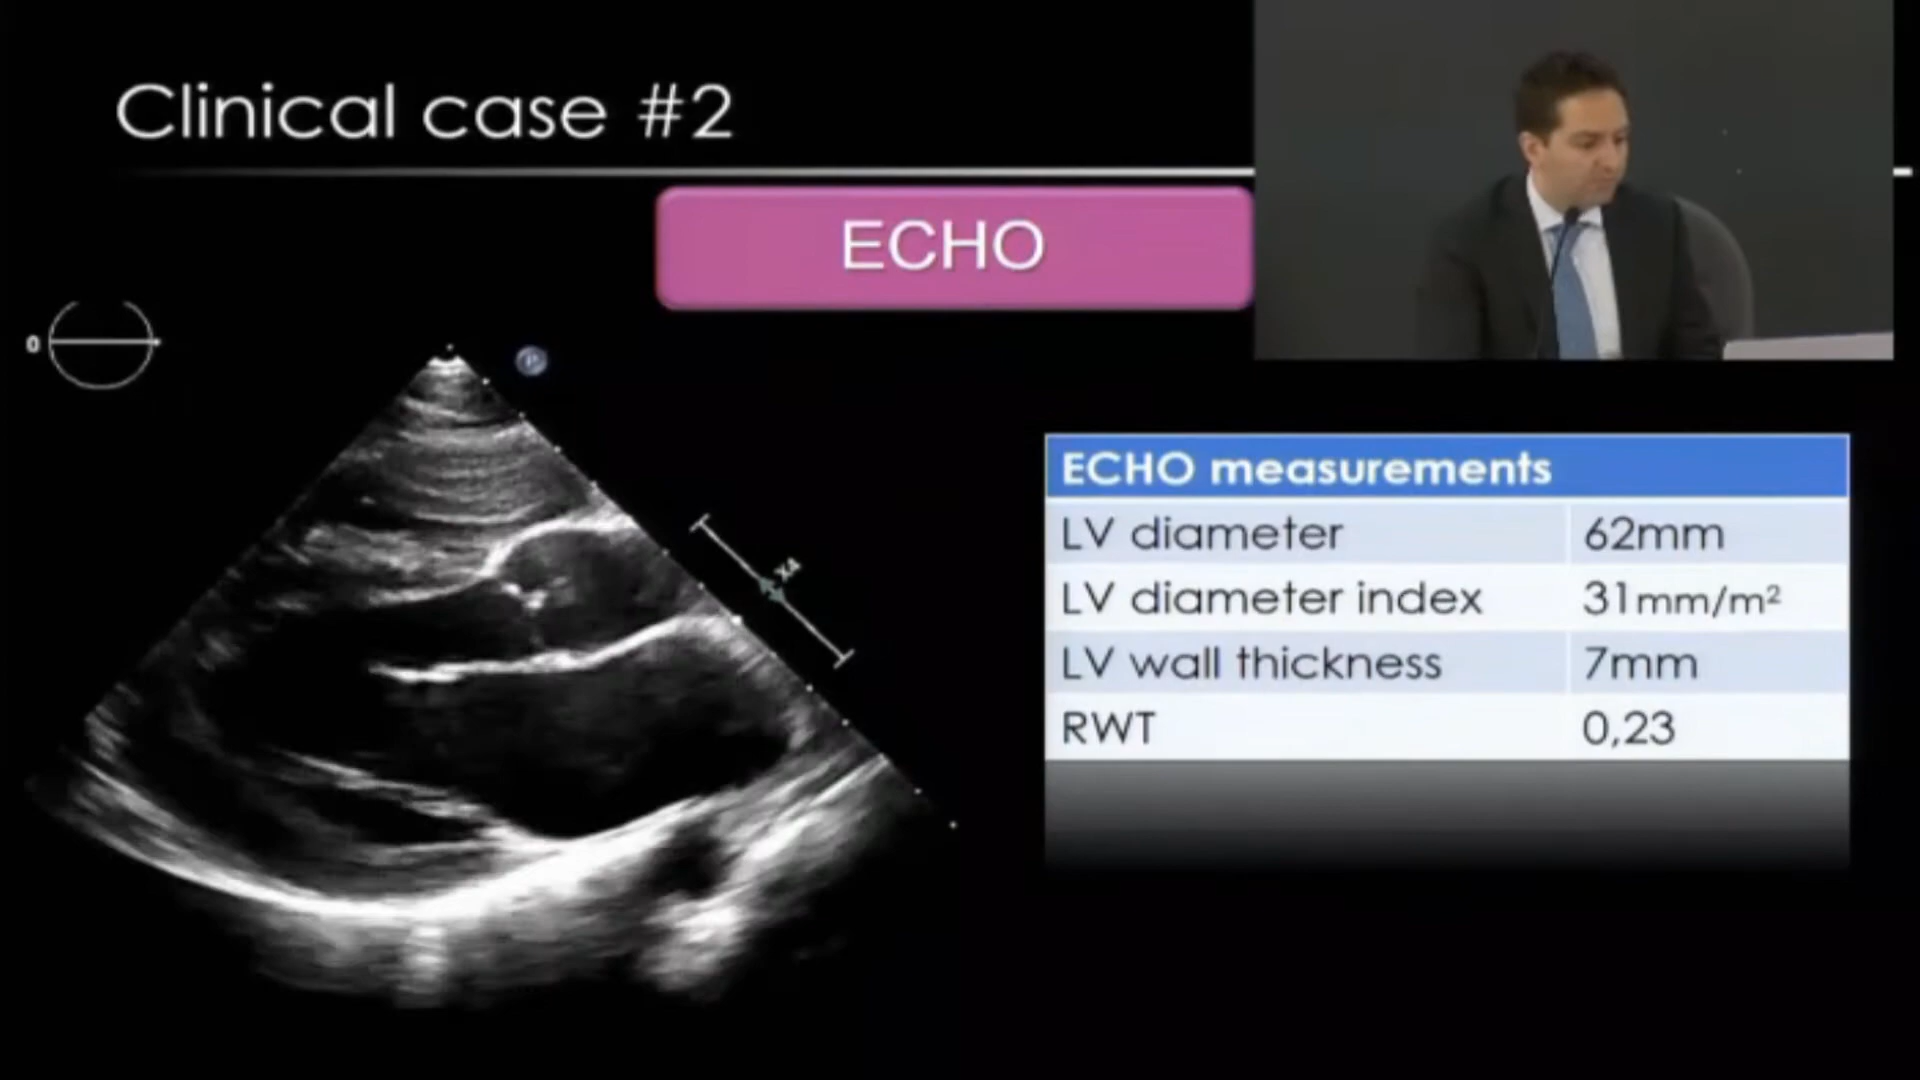 Clinical case #2
ECHO
0
P
x4
ECHO measurements
LV diameter 62mm
LV diameter index 31mm/m²
LV wall thickness 7mm
RWT 0,23